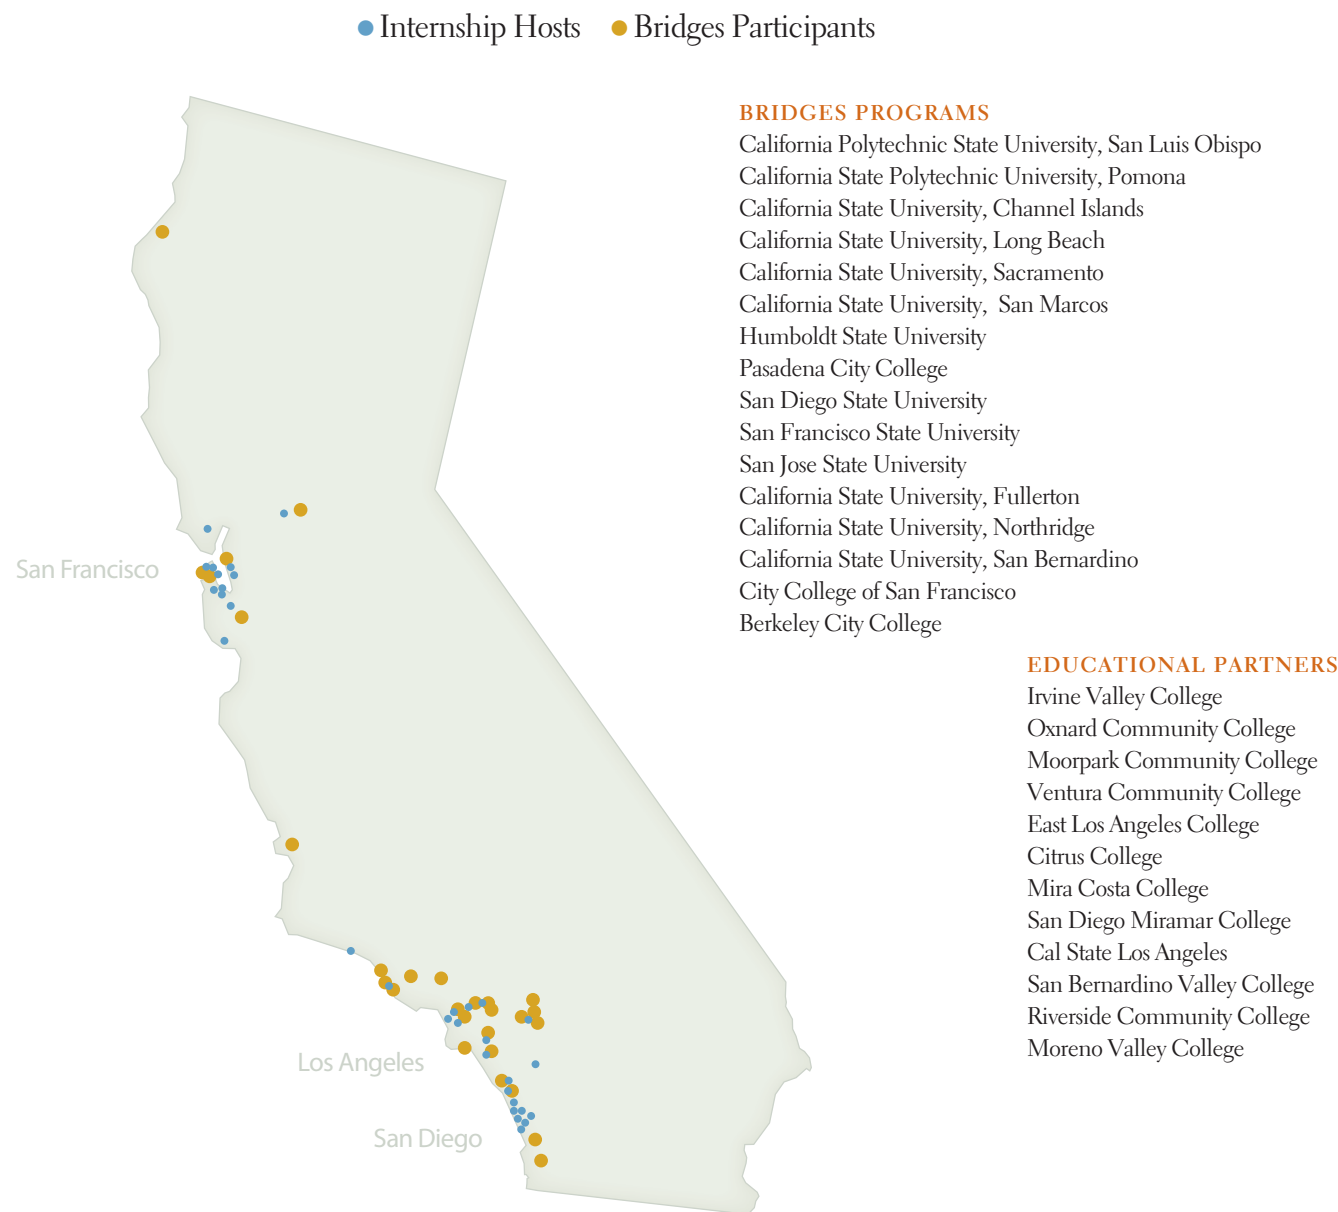 Internship Hosts
Bridges Participants
BRIDGES PROGRAMS
California Polytechnic State University, San Luis Obispo
California State Polytechnic University, Pomona
California State University, Channel Islands
California State University, Long Beach
California State University, Sacramento
California State University, San Marcos
Humboldt State University
Pasadena City College
San Diego State University
San Francisco State University
San Jose State University
California State University, Fullerton
California State University, Northridge
California State University, San Bernardino
City College of San Francisco
Berkeley City College
EDUCATIONAL PARTNERS
Irvine Valley College
Oxnard Community College
Moorpark Community College
Ventura Community College
East Los Angeles College
Citrus College
Mira Costa College
San Diego Miramar College
Cal State Los Angeles
San Bernardino Valley College
Riverside Community College
Moreno Valley College
San Francisco
Los Angeles
San Diego